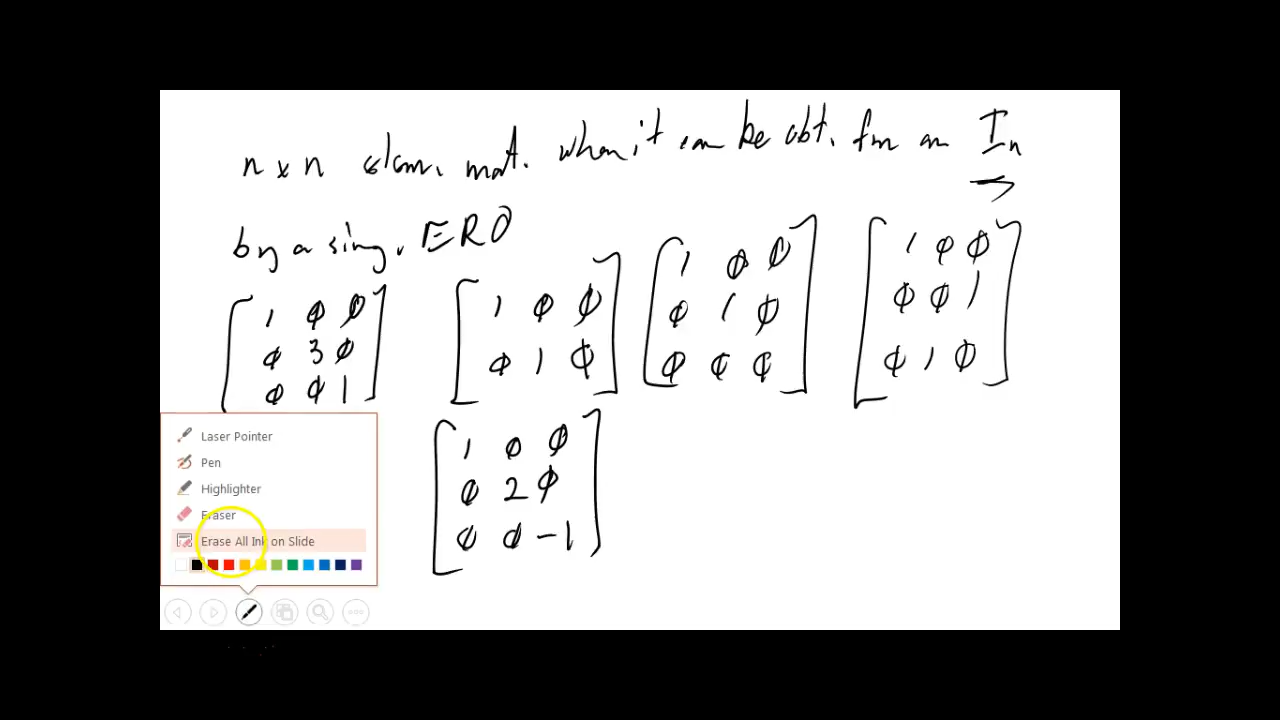 n x n elem. mat. when it can be obt. fm an In
by a sing. ERO
1 0 0
0 3 0
0 0 1
1 0 0
0 1 0
1 0 0
0 1 0
0 0 0
1 0 0
0 0 1
0 1 0
1 0 0
0 2 0
0 0 -1
Laser Pointer
Pen
Highlighter
Eraser
Erase All Ink on Slide